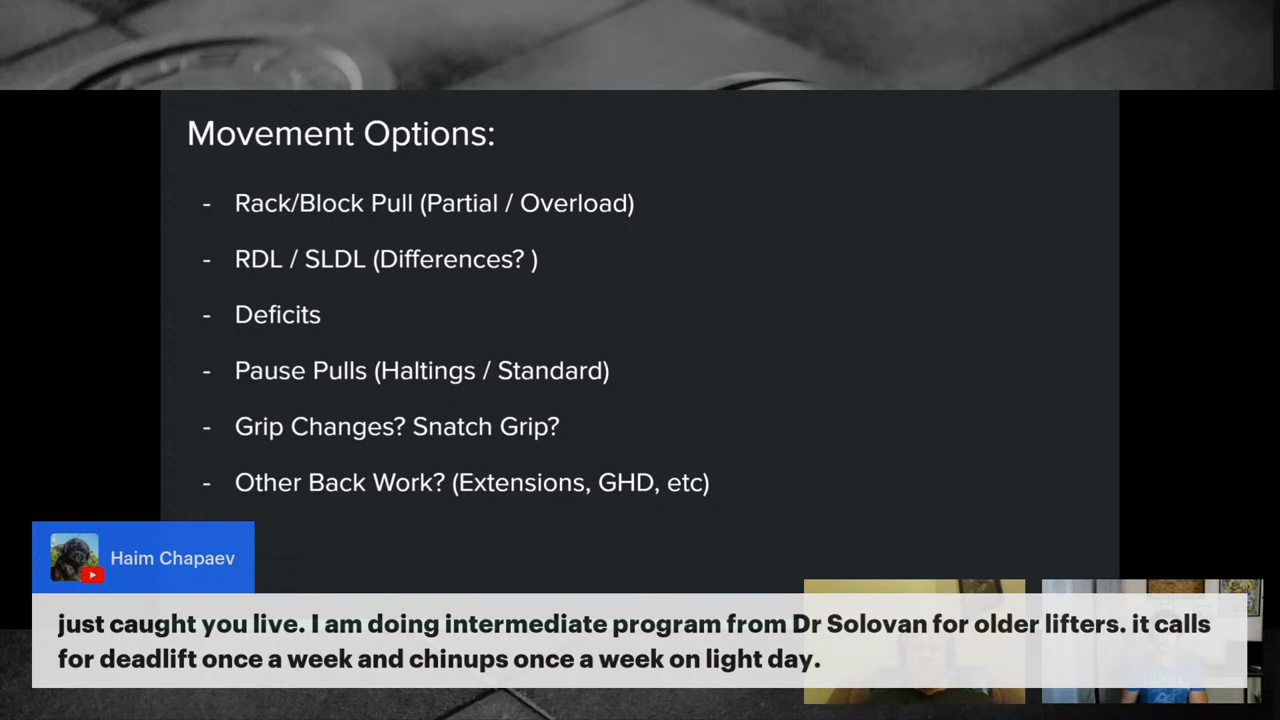 Movement Options:
- Rack/Block Pull (Partial / Overload)
- RDL / SLDL (Differences? )
- Deficits
- Pause Pulls (Haltings / Standard)
- Grip Changes? Snatch Grip?
- Other Back Work? (Extensions, GHD, etc)
Haim Chapaev
just caught you live. I am doing intermediate program from Dr Solovan for older lifters. it calls
for deadlift once a week and chinups once a week on light day.